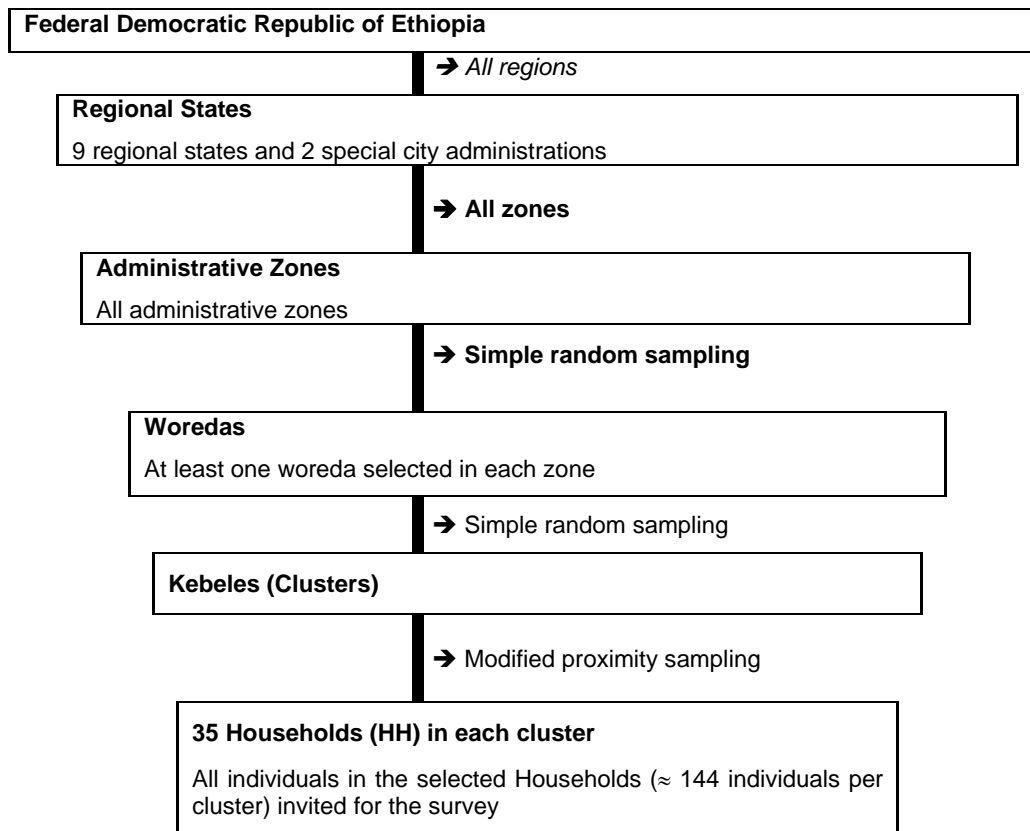 Federal Democratic Republic of Ethiopia
➔ All regions
Regional States
9 regional states and 2 special city administrations
➔ All zones
Administrative Zones
All administrative zones
➔ Simple random sampling
Woredas
At least one woreda selected in each zone
➔ Simple random sampling
Kebeles (Clusters)
➔ Modified proximity sampling
35 Households (HH) in each cluster
All individuals in the selected Households (≈ 144 individuals per
cluster) invited for the survey